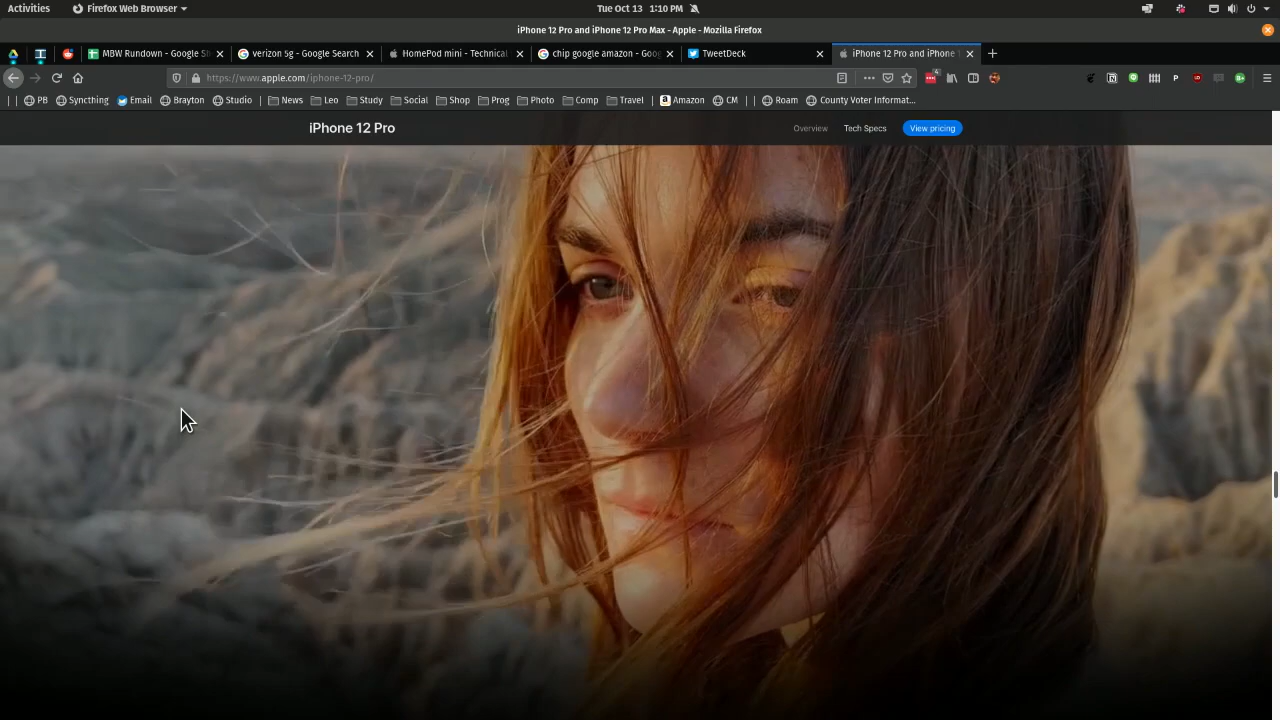 Activities Firefox Web Browser Tue Oct 13 1:10 PM
iPhone 12 Pro and iPhone 12 Pro Max - Apple - Mozilla Firefox
MBW Rundown - Google Sh verizon 5g - Google Search HomePod mini - Technical chip google amazon - Goog TweetDeck iPhone 12 Pro and iPhone
https://www.apple.com/iphone-12-pro/
PB Syncthing Email Brayton Studio News Leo Study Social Shop Prog Photo Comp Travel Amazon CM Roam County Voter Informat...
iPhone 12 Pro Overview Tech Specs View pricing